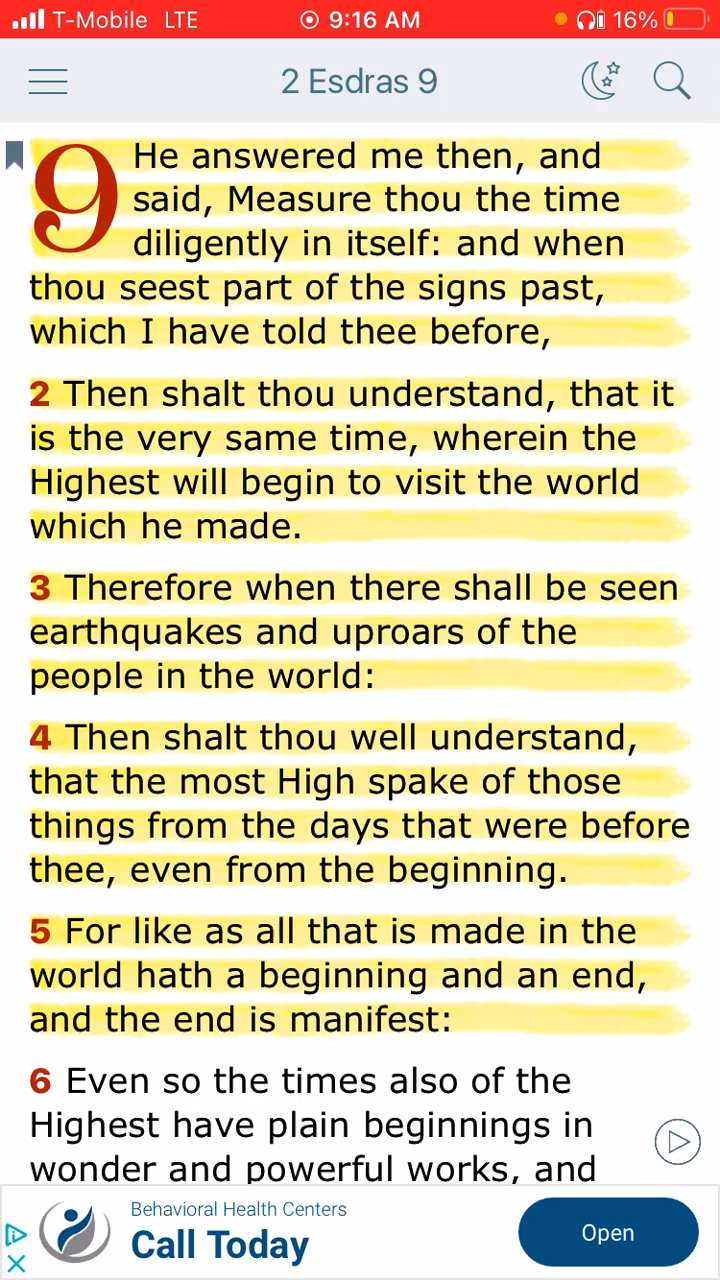 T-Mobile LTE 9:16 AM 16%
2 Esdras 9
9 He answered me then, and
said, Measure thou the time
diligently in itself: and when
thou seest part of the signs past,
which I have told thee before,
2 Then shalt thou understand, that it
is the very same time, wherein the
Highest will begin to visit the world
which he made.
3 Therefore when there shall be seen
earthquakes and uproars of the
people in the world:
4 Then shalt thou well understand,
that the most High spake of those
things from the days that were before
thee, even from the beginning.
5 For like as all that is made in the
world hath a beginning and an end,
and the end is manifest:
6 Even so the times also of the
Highest have plain beginnings in
wonder and powerful works, and
Behavioral Health Centers
Call Today
Open